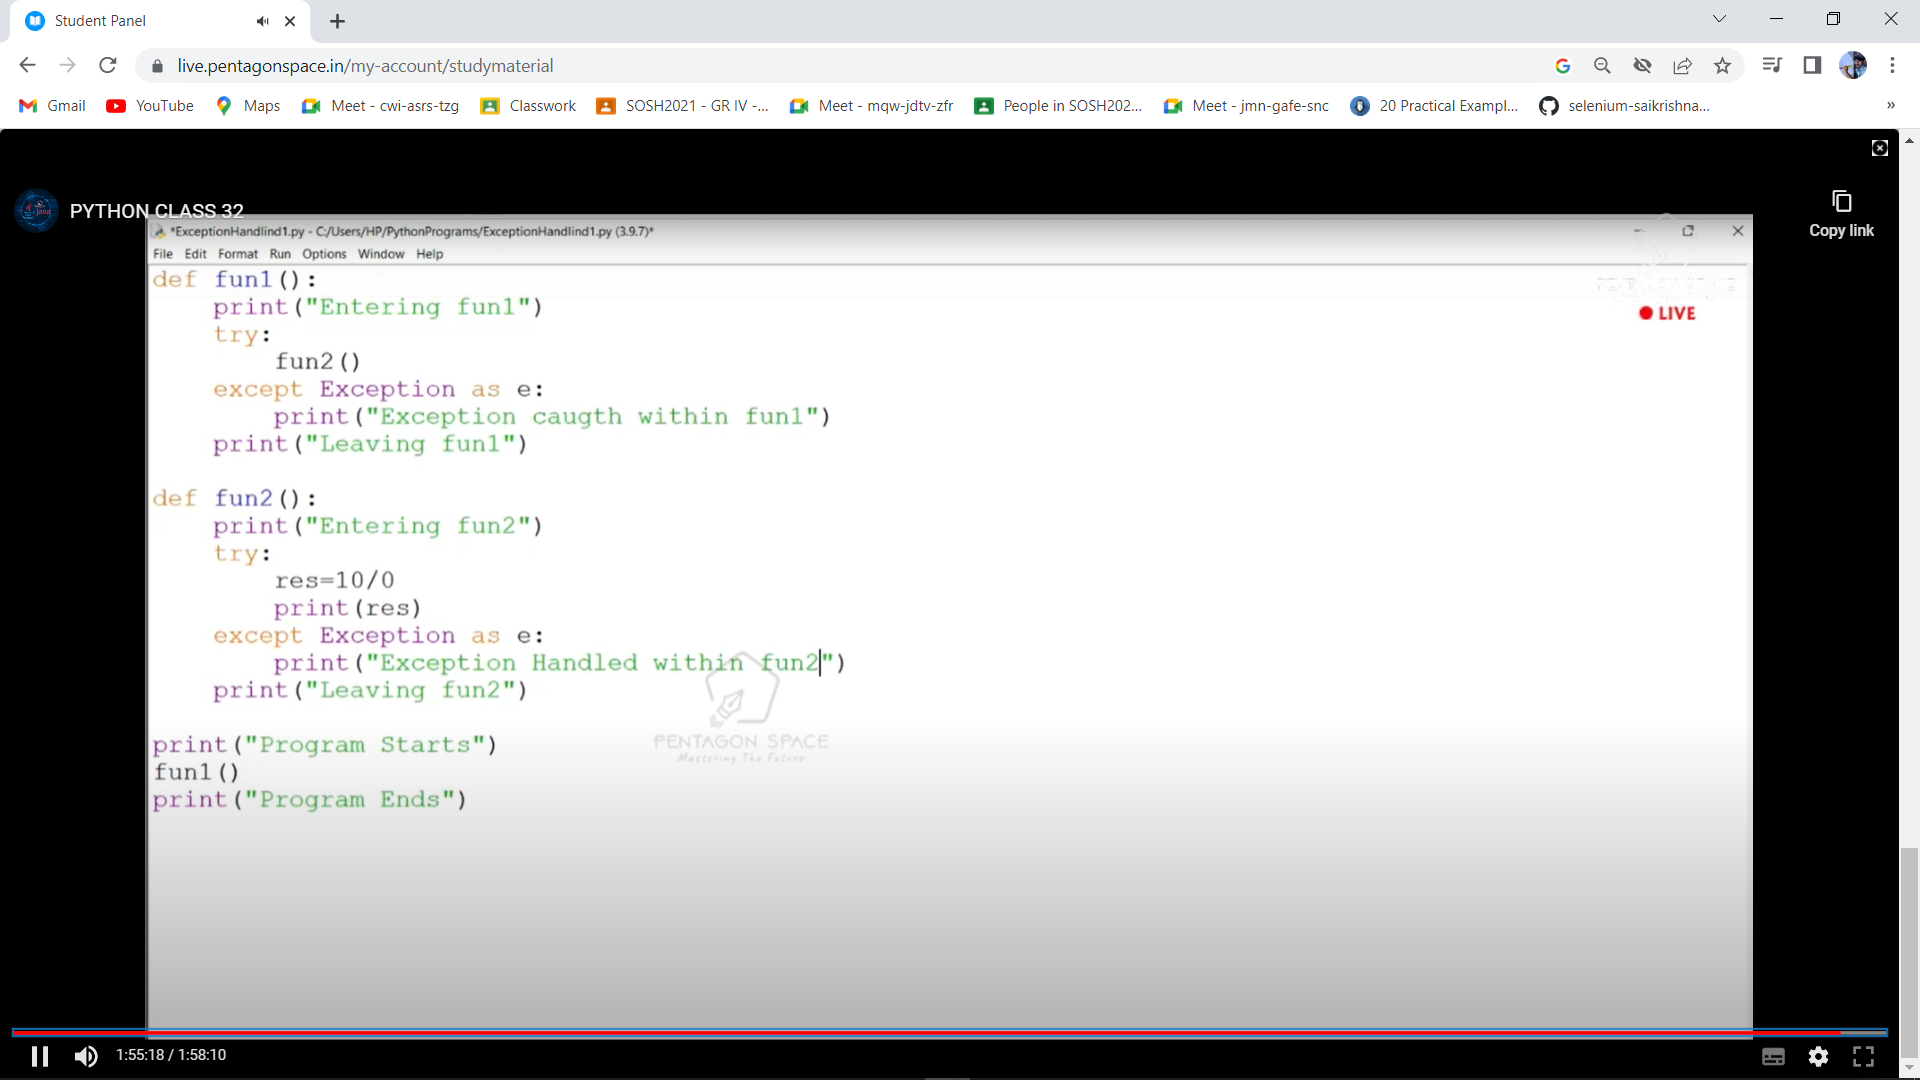 Student Panel
live.pentagonspace.in/my-account/studymaterial
Gmail YouTube Maps Meet - cwi-asrs-tzg Classwork SOSH2021 - GR IV -... Meet - mqw-jdtv-zfr People in SOSH202... Meet - jmn-gafe-snc 20 Practical Exampl... selenium-saikrishna... »
PYTHON CLASS 32
Copy link
*ExceptionHandlind1.py - C:/Users/HP/PythonPrograms/ExceptionHandlind1.py (3.9.7)*
File Edit Format Run Options Window Help
def fun1():
    print("Entering fun1")
    try:
        fun2()
    except Exception as e:
        print("Exception caugth within fun1")
    print("Leaving fun1")
LIVE
def fun2():
    print("Entering fun2")
    try:
        res=10/0
        print(res)
    except Exception as e:
        print("Exception Handled within fun2")
    print("Leaving fun2")
print("Program Starts")
fun1()
print("Program Ends")
PENTAGON SPACE
Mastering The Future
1:55:18 / 1:58:10